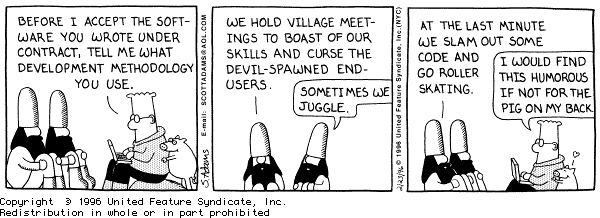 BEFORE I ACCEPT THE SOFT-
WARE YOU WROTE UNDER
CONTRACT, TELL ME WHAT
DEVELOPMENT METHODOLOGY
YOU USE.
S.Adams
E-mail: SCOTTADAMS@AOL.COM
WE HOLD VILLAGE MEET-
INGS TO BOAST OF OUR
SKILLS AND CURSE THE
DEVIL-SPAWNED END-
USERS.
SOMETIMES WE
JUGGLE.
2/23/96 © 1996 United Feature Syndicate, Inc.(NYC)
AT THE LAST MINUTE
WE SLAM OUT SOME
CODE AND
GO ROLLER
SKATING.
I WOULD FIND
THIS HUMOROUS
IF NOT FOR THE
PIG ON MY BACK.
Copyright © 1996 United Feature Syndicate, Inc.
Redistribution in whole or in part prohibited